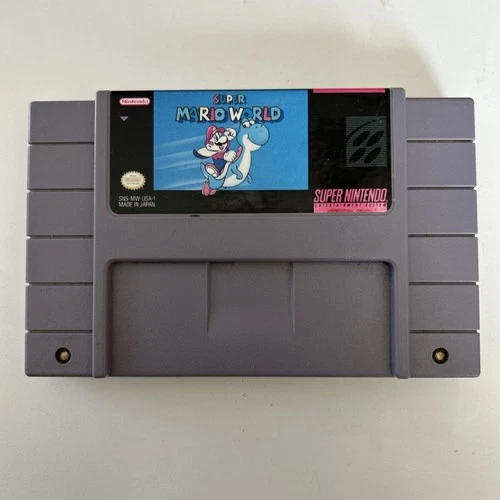 Nintendo
SUPER
MARIO WORLD
SNS-MW-USA-1
MADE IN JAPAN
SUPER NINTENDO
ENTERTAINMENT SYSTEM